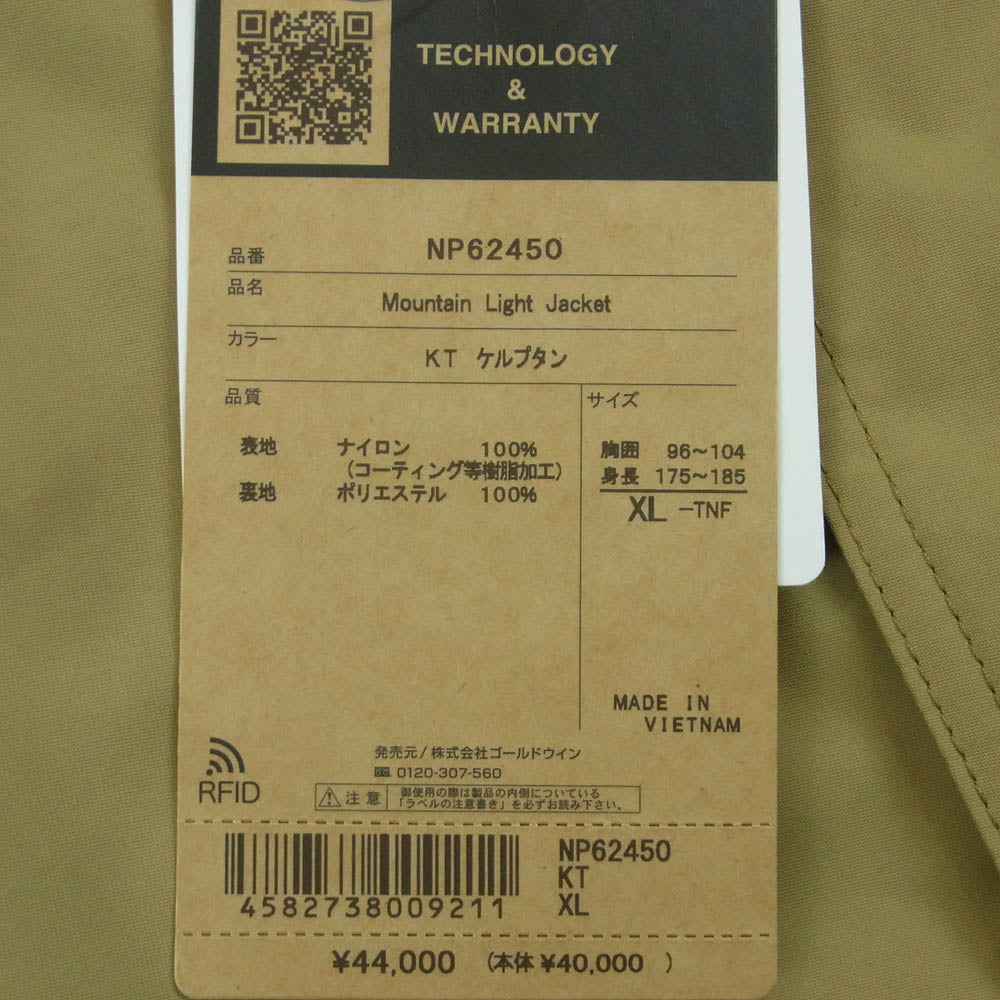 TECHNOLOGY
&
WARRANTY
品番 NP62450
品名 Mountain Light Jacket
カラー KT ケルプタン
品質
表地 ナイロン 100%
（コーティング等樹脂加工）
裏地 ポリエステル 100%
サイズ
胸囲 96～104
身長 175～185
XL -TNF
MADE IN
VIETNAM
RFID
発売元/株式会社ゴールドウイン
0120-307-560
注意 御使用の際は製品の内側についている
「ラベルの注意書き」を必ずお読み下さい。
4582738009211
NP62450
KT
XL
¥44,000 (本体 ¥40,000 )